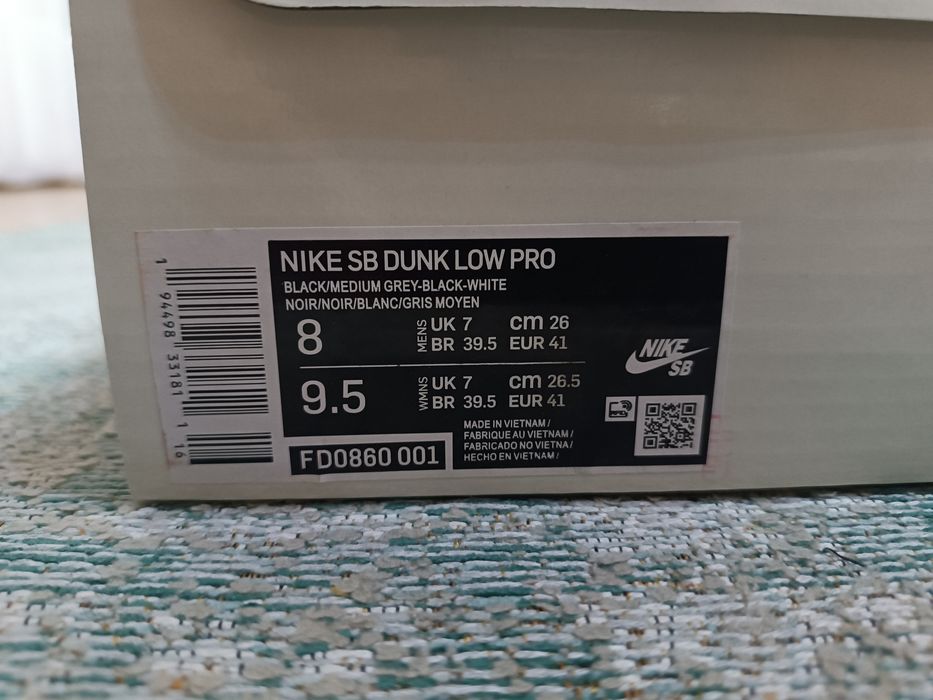 NIKE SB DUNK LOW PRO
BLACK/MEDIUM GREY-BLACK-WHITE
NOIR/NOIR/BLANC/GRIS MOYEN
8 MENS UK 7 cm 26
BR 39.5 EUR 41
9.5 WMNS UK 7 cm 26.5
BR 39.5 EUR 41
MADE IN VIETNAM /
FABRIQUE AU VIETNAM /
FABRICADO NO VIETNA /
HECHO EN VIETNAM /
FD0860 001
NIKE
SB
1 94498 33181 1 6